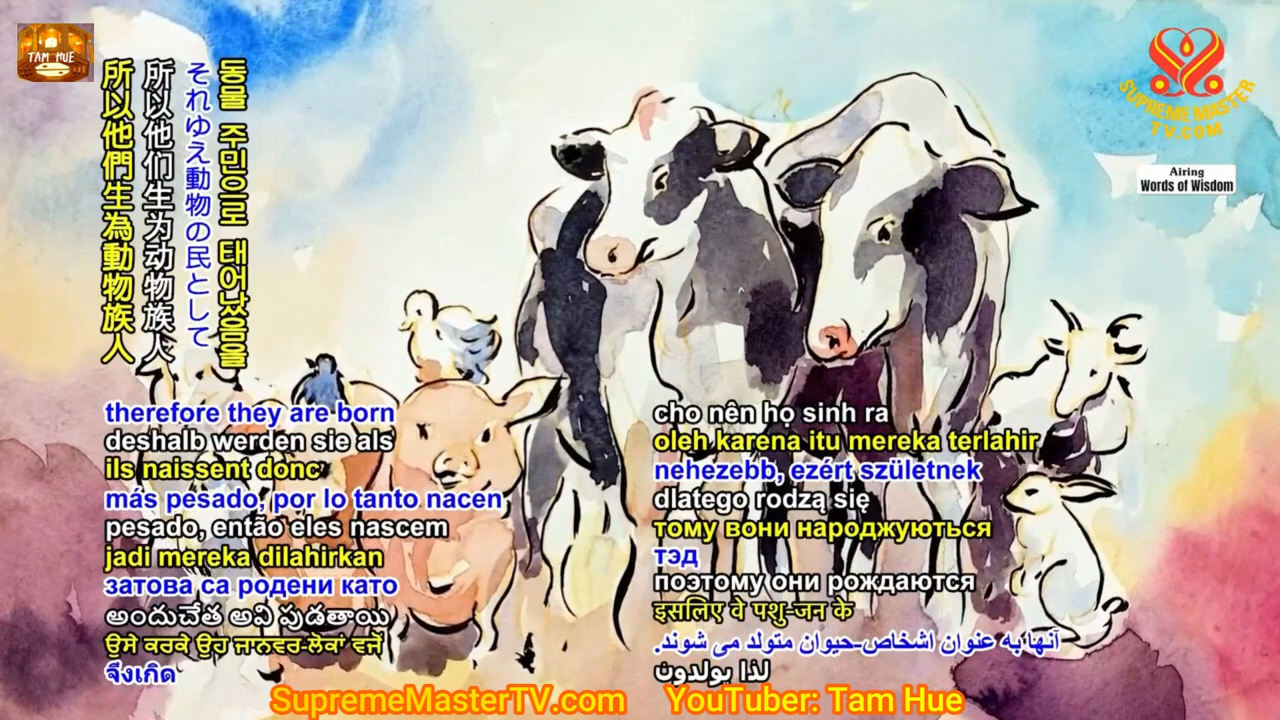 TAM HUE
SUPREME MASTER
TV.COM
Airing
Words of Wisdom
동물 주민으로 태어났음을
それゆえ動物の民として
所以他们生为动物族人
所以他們生為動物族人
therefore they are born
deshalb werden sie als
ils naissent donc
más pesado, por lo tanto nacen
pesado, então eles nascem
jadi mereka dilahirkan
затова са родени като
అందుచేత అవి పుడతాయి
ਉਸੇ ਕਰਕੇ ਉਹ ਜਾਨਵਰ-ਲੋਕਾਂ ਵਜੋਂ
จึงเกิด
cho nên họ sinh ra
oleh karena itu mereka terlahir
nehezebb, ezért születnek
dlatego rodzą się
тому вони народжуються
тэд
поэтому они рождаются
इसलिए वे पशु-जन के
آنها به عنوان اشخاص-حیوان متولد می شوند.
لذا يولدون
SupremeMasterTV.com
YouTuber: Tam Hue